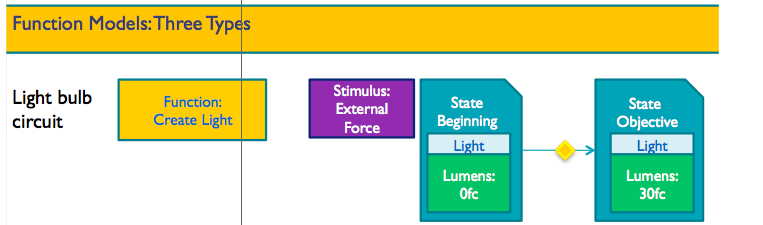 Function Models: Three Types
Light bulb
circuit
Function:
Create Light
Stimulus:
External
Force
State
Beginning
Light
Lumens:
0fc
State
Objective
Light
Lumens:
30fc